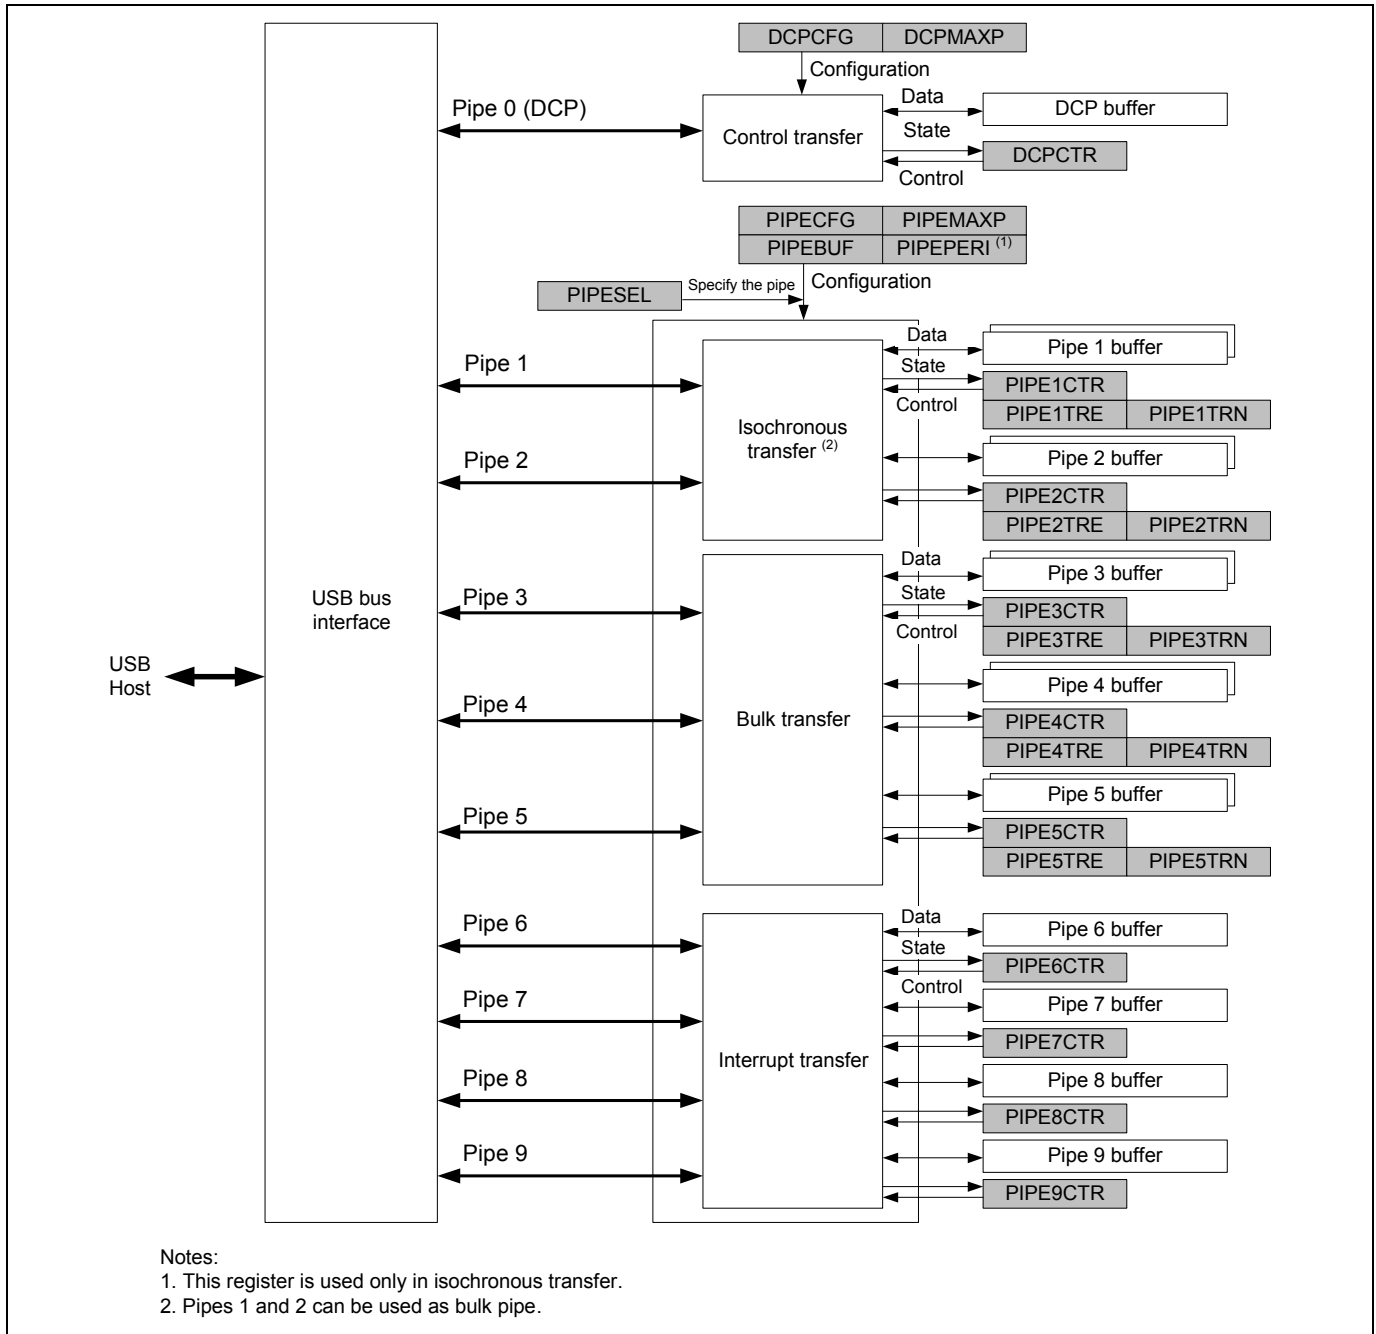 DCPCFG DCPMAXP
Configuration
Pipe 0 (DCP)
Control transfer
Data
State
Control
DCP buffer
DCPCTR
PIPECFG PIPEMAXP
PIPEBUF PIPEPERI (1)
PIPESEL
Specify the pipe
Configuration
USB
Host
USB bus
interface
Pipe 1
Pipe 2
Isochronous
transfer (2)
Data
State
Control
Pipe 1 buffer
PIPE1CTR
PIPE1TRE PIPE1TRN
Pipe 2 buffer
PIPE2CTR
PIPE2TRE PIPE2TRN
Pipe 3
Pipe 4
Pipe 5
Bulk transfer
Data
State
Control
Pipe 3 buffer
PIPE3CTR
PIPE3TRE PIPE3TRN
Pipe 4 buffer
PIPE4CTR
PIPE4TRE PIPE4TRN
Pipe 5 buffer
PIPE5CTR
PIPE5TRE PIPE5TRN
Pipe 6
Pipe 7
Pipe 8
Pipe 9
Interrupt transfer
Data
State
Control
Pipe 6 buffer
PIPE6CTR
Pipe 7 buffer
PIPE7CTR
Pipe 8 buffer
PIPE8CTR
Pipe 9 buffer
PIPE9CTR
Notes:
1. This register is used only in isochronous transfer.
2. Pipes 1 and 2 can be used as bulk pipe.